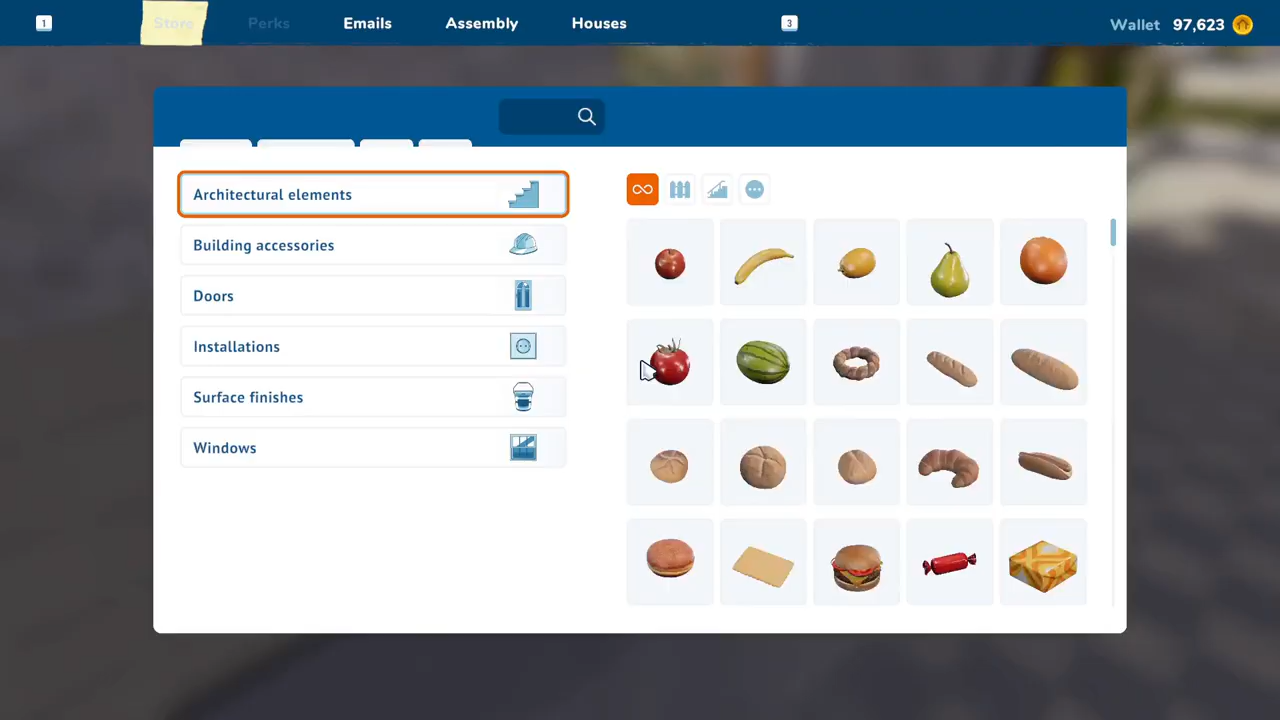 1
Store
Perks
Emails
Assembly
Houses
3
Wallet 97,623
Architectural elements
Building accessories
Doors
Installations
Surface finishes
Windows